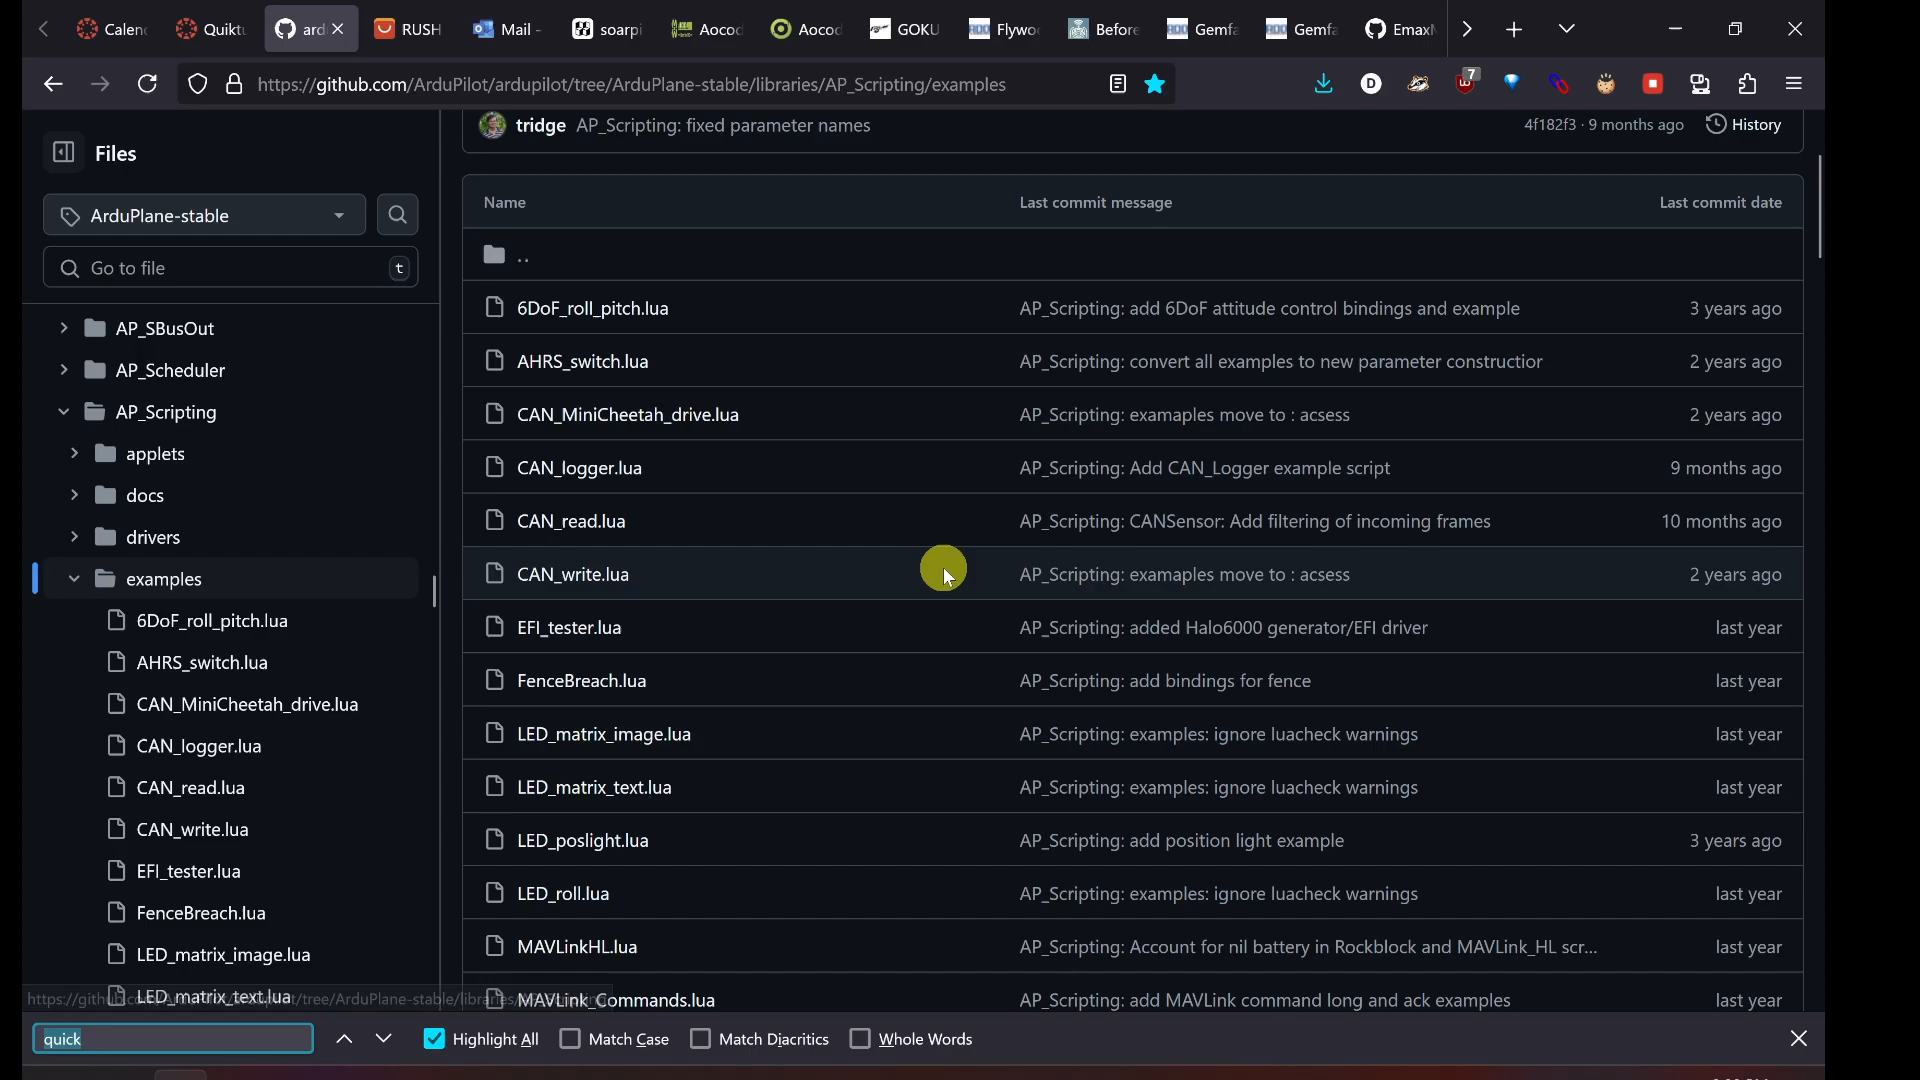 Calen
Quiktu
ard
RUSH
Mail -
soarpi
Aocod
Aocod
GOKU
Flywoo
Before
Gemfa
Gemfa
EmaxM
https://github.com/ArduPilot/ardupilot/tree/ArduPlane-stable/libraries/AP_Scripting/examples
D
7
Files
ArduPlane-stable
Go to file
t
AP_SBusOut
AP_Scheduler
AP_Scripting
applets
docs
drivers
examples
6DoF_roll_pitch.lua
AHRS_switch.lua
CAN_MiniCheetah_drive.lua
CAN_logger.lua
CAN_read.lua
CAN_write.lua
EFI_tester.lua
FenceBreach.lua
LED_matrix_image.lua
LED_matrix_text.lua
tridge AP_Scripting: fixed parameter names
4f182f3 · 9 months ago History
Name Last commit message Last commit date
..
6DoF_roll_pitch.lua AP_Scripting: add 6DoF attitude control bindings and example 3 years ago
AHRS_switch.lua AP_Scripting: convert all examples to new parameter constructior 2 years ago
CAN_MiniCheetah_drive.lua AP_Scripting: examaples move to : acsess 2 years ago
CAN_logger.lua AP_Scripting: Add CAN_Logger example script 9 months ago
CAN_read.lua AP_Scripting: CANSensor: Add filtering of incoming frames 10 months ago
CAN_write.lua AP_Scripting: examaples move to : acsess 2 years ago
EFI_tester.lua AP_Scripting: added Halo6000 generator/EFI driver last year
FenceBreach.lua AP_Scripting: add bindings for fence last year
LED_matrix_image.lua AP_Scripting: examples: ignore luacheck warnings last year
LED_matrix_text.lua AP_Scripting: examples: ignore luacheck warnings last year
LED_poslight.lua AP_Scripting: add position light example 3 years ago
LED_roll.lua AP_Scripting: examples: ignore luacheck warnings last year
MAVLinkHL.lua AP_Scripting: Account for nil battery in Rockblock and MAVLink_HL scr... last year
MAVLink_Commands.lua AP_Scripting: add MAVLink command long and ack examples last year
quick
Highlight All Match Case Match Diacritics Whole Words